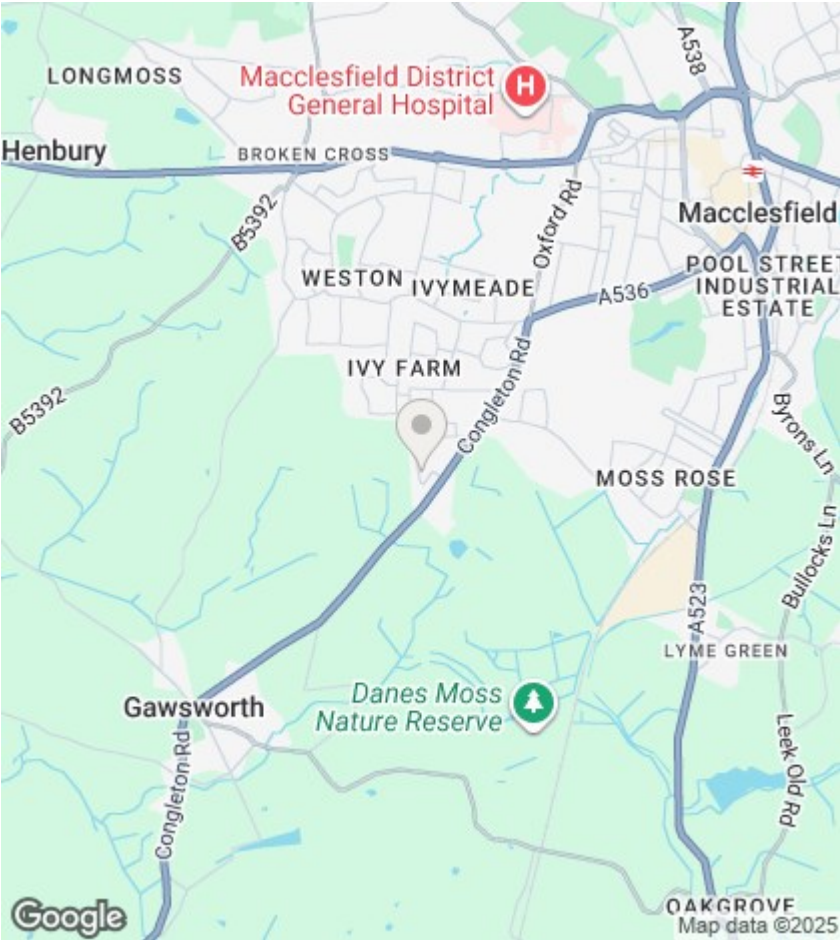 A538
LONGMOSS
Macclesfield District
General Hospital
H
Henbury
BROKEN CROSS
B5392
Oxford Rd
Macclesfield
WESTON
IVYMEADE
A536
POOL STREET
INDUSTRIAL
ESTATE
IVY FARM
Congleton Rd
B5392
Byrons Ln
MOSS ROSE
Bullocks Ln
A523
LYME GREEN
Danes Moss
Nature Reserve
Gawsworth
Congleton Rd
Leek Old Rd
OAKGROVE
Google
Map data ©2025